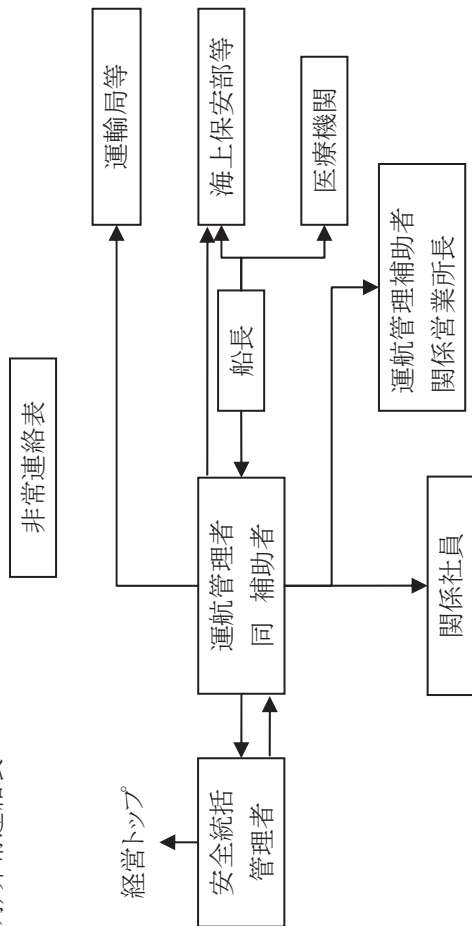 非常連絡表
運輸局等
経営トップ
安全統括
管理者
運航管理者
同　補助者
船長
海上保安部等
医療機関
運航管理補助者
関係営業所長
関係社員